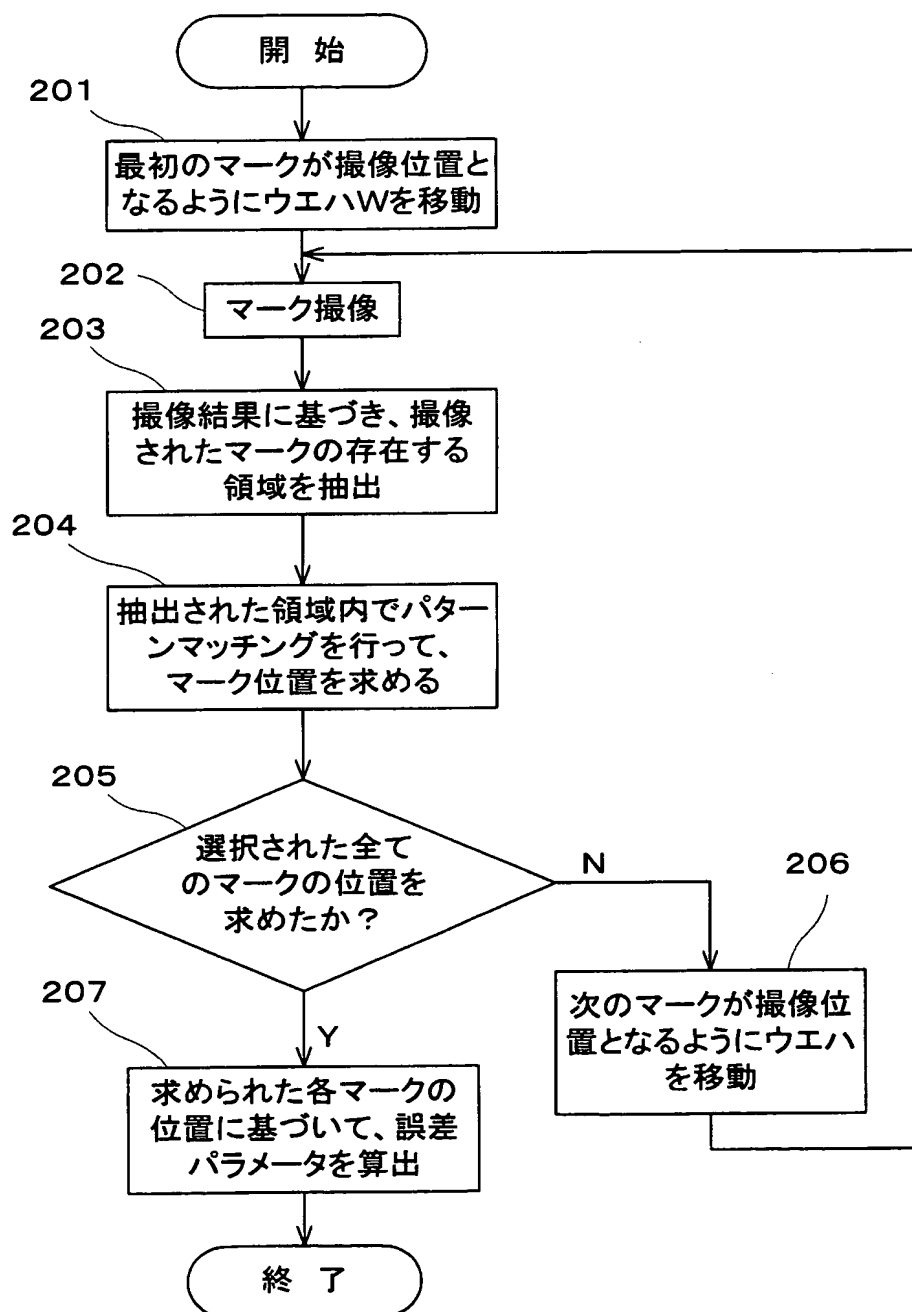 開 始
201
最初のマークが撮像位置と
なるようにウエハWを移動
202
マーク撮像
203
撮像結果に基づき、撮像
されたマークの存在する
領域を抽出
204
抽出された領域内でパター
ンマッチングを行って、
マーク位置を求める
205
選択された全て
のマークの位置を
求めたか?
N
206
次のマークが撮像位
置となるようにウエハ
を移動
207
Y
求められた各マークの
位置に基づいて、誤差
パラメータを算出
終 了